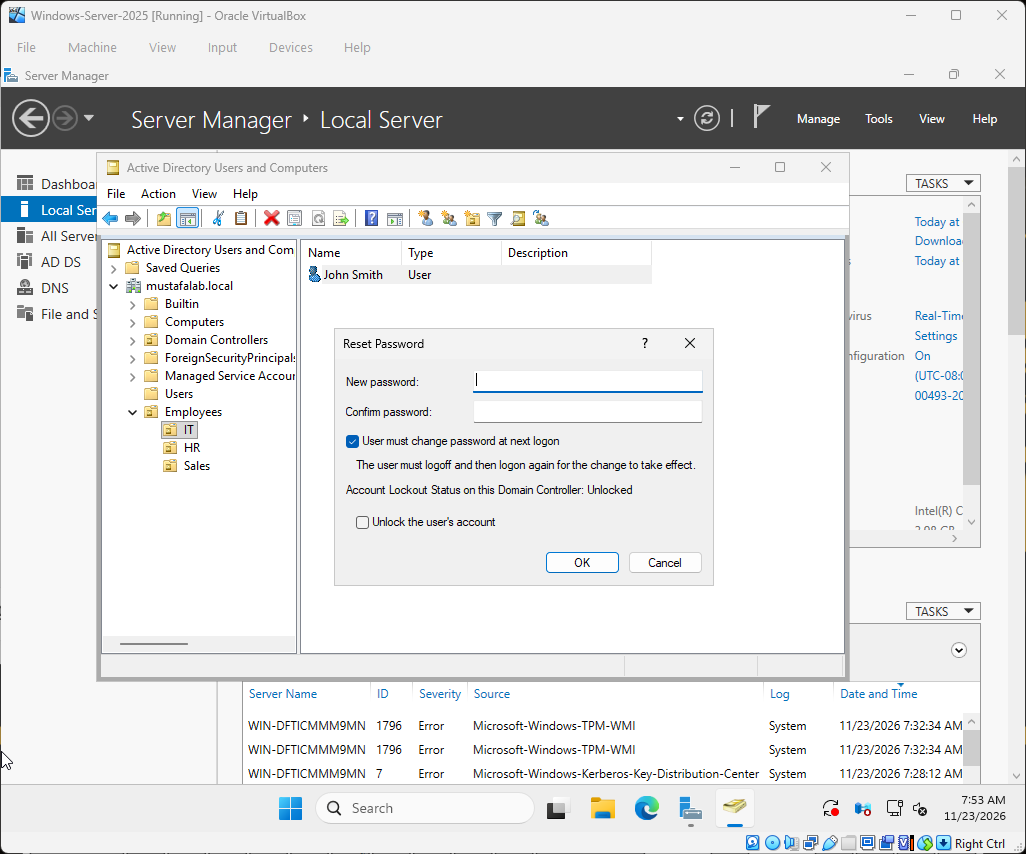 Windows-Server-2025 [Running] - Oracle VirtualBox
File Machine View Input Devices Help
Server Manager
Server Manager Local Server
Manage Tools View Help
Active Directory Users and Computers
File Action View Help
Local Ser
All Server
AD DS
DNS
File and S
Active Directory Users and Com
Saved Queries
mustafalab.local
Builtin
Computers
Domain Controllers
ForeignSecurityPrincipals
Managed Service Accour
Users
Employees
IT
HR
Sales
Name Type Description
John Smith User
Reset Password
?
New password:
Confirm password:
User must change password at next logon
The user must logoff and then logon again for the change to take effect.
Account Lockout Status on this Domain Controller: Unlocked
Unlock the user's account
OK Cancel
TASKS
Today at
Downloa
Today at
irus Real-Time
Settings
nfiguration On
(UTC-08:0
00493-20
Intel(R) C
TASKS
Server Name ID Severity Source Log Date and Time
WIN-DFTICMMM9MN 1796 Error Microsoft-Windows-TPM-WMI System 11/23/2026 7:32:34 AM
WIN-DFTICMMM9MN 1796 Error Microsoft-Windows-TPM-WMI System 11/23/2026 7:32:34 AM
WIN-DFTICMMM9MN 7 Error Microsoft-Windows-Kerberos-Key-Distribution-Center System 11/23/2026 7:28:12 AM
Search
7:53 AM
11/23/2026
Right Ctrl